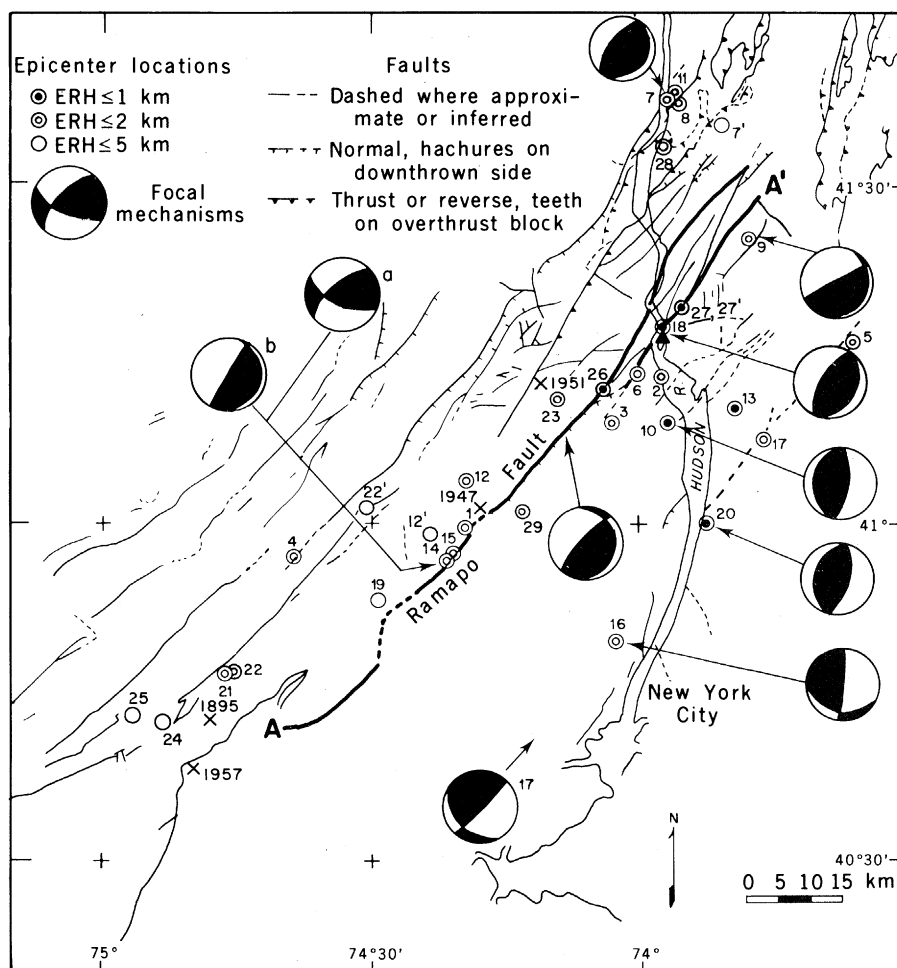 Epicenter locations
ERH≤1 km
ERH≤2 km
ERH≤5 km
Focal
mechanisms
Faults
Dashed where approxi-
mate or inferred
Normal, hachures on
downthrown side
Thrust or reverse, teeth
on overthrust block
11
7
8
7'
28
41°30'
A'
9
a
27, 27'
18
5
b
1951
26
6
2
R
23
3
13
10
17
HUDSON
Fault
12
1947
22'
1
29
12'
20
41°
15
14
4
Ramapo
19
16
22
21
New York
City
25
1895
24
A
1957
17
N
40°30'
0 5 10 15 km
75°
74°30'
74°